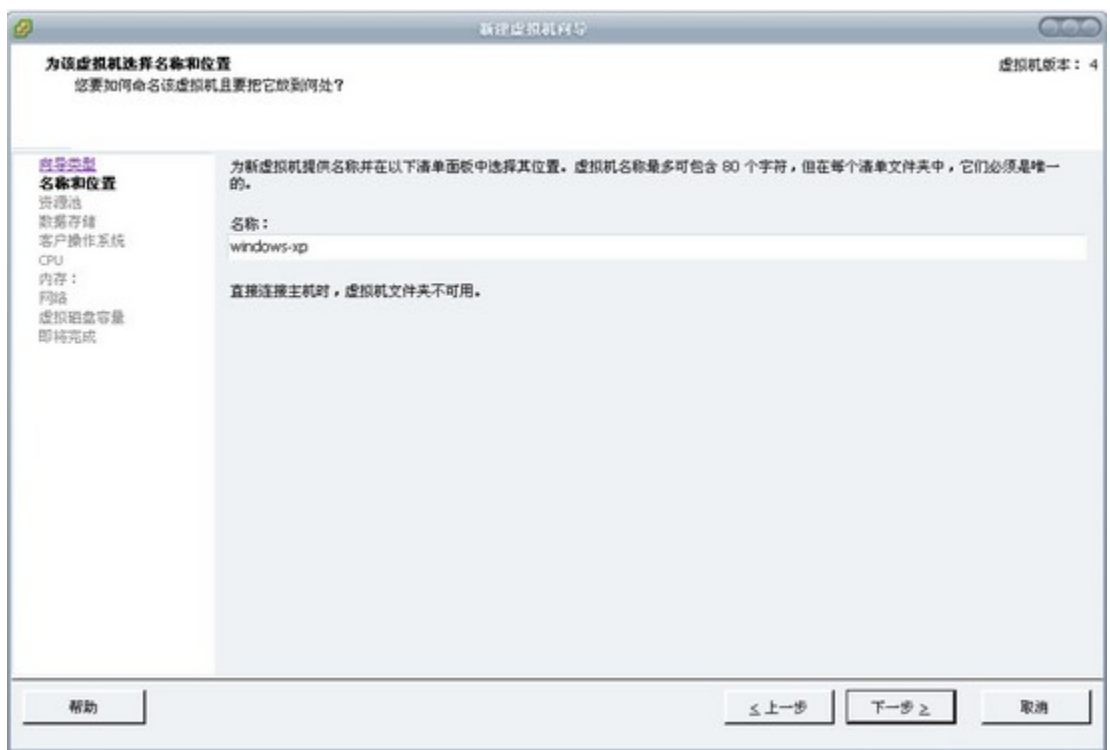 新建虚拟机向导
为该虚拟机选择名称和位置
您要如何命名该虚拟机且要把它放到何处?
虚拟机版本: 4
向导类型
名称和位置
资源池
数据存储
客户操作系统
CPU
内存:
网络
虚拟磁盘容量
即将完成
为新虚拟机提供名称并在以下清单面板中选择其位置。虚拟机名称最多可包含 80 个字符,但在每个清单文件夹中,它们必须是唯一
的。
名称:
windows-xp
直接连接主机时,虚拟机文件夹不可用。
帮助
≤ 上一步
下一步 ≥
取消